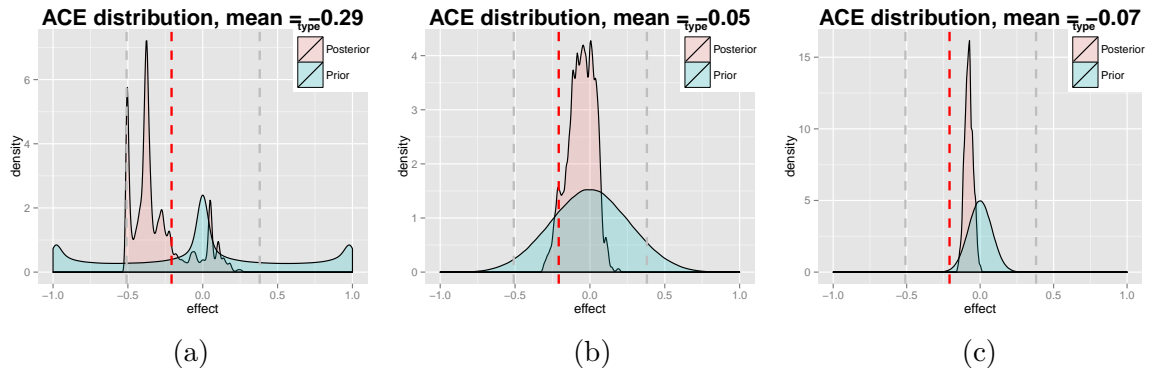 ACE distribution, mean = −0.29
type
Posterior
Prior
density
6
4
2
0
−1.0 −0.5 0.0 0.5 1.0
effect
(a)
ACE distribution, mean = −0.05
type
Posterior
Prior
density
4
3
2
1
0
−1.0 −0.5 0.0 0.5 1.0
effect
(b)
ACE distribution, mean = −0.07
type
Posterior
Prior
density
15
10
5
0
−1.0 −0.5 0.0 0.5 1.0
effect
(c)